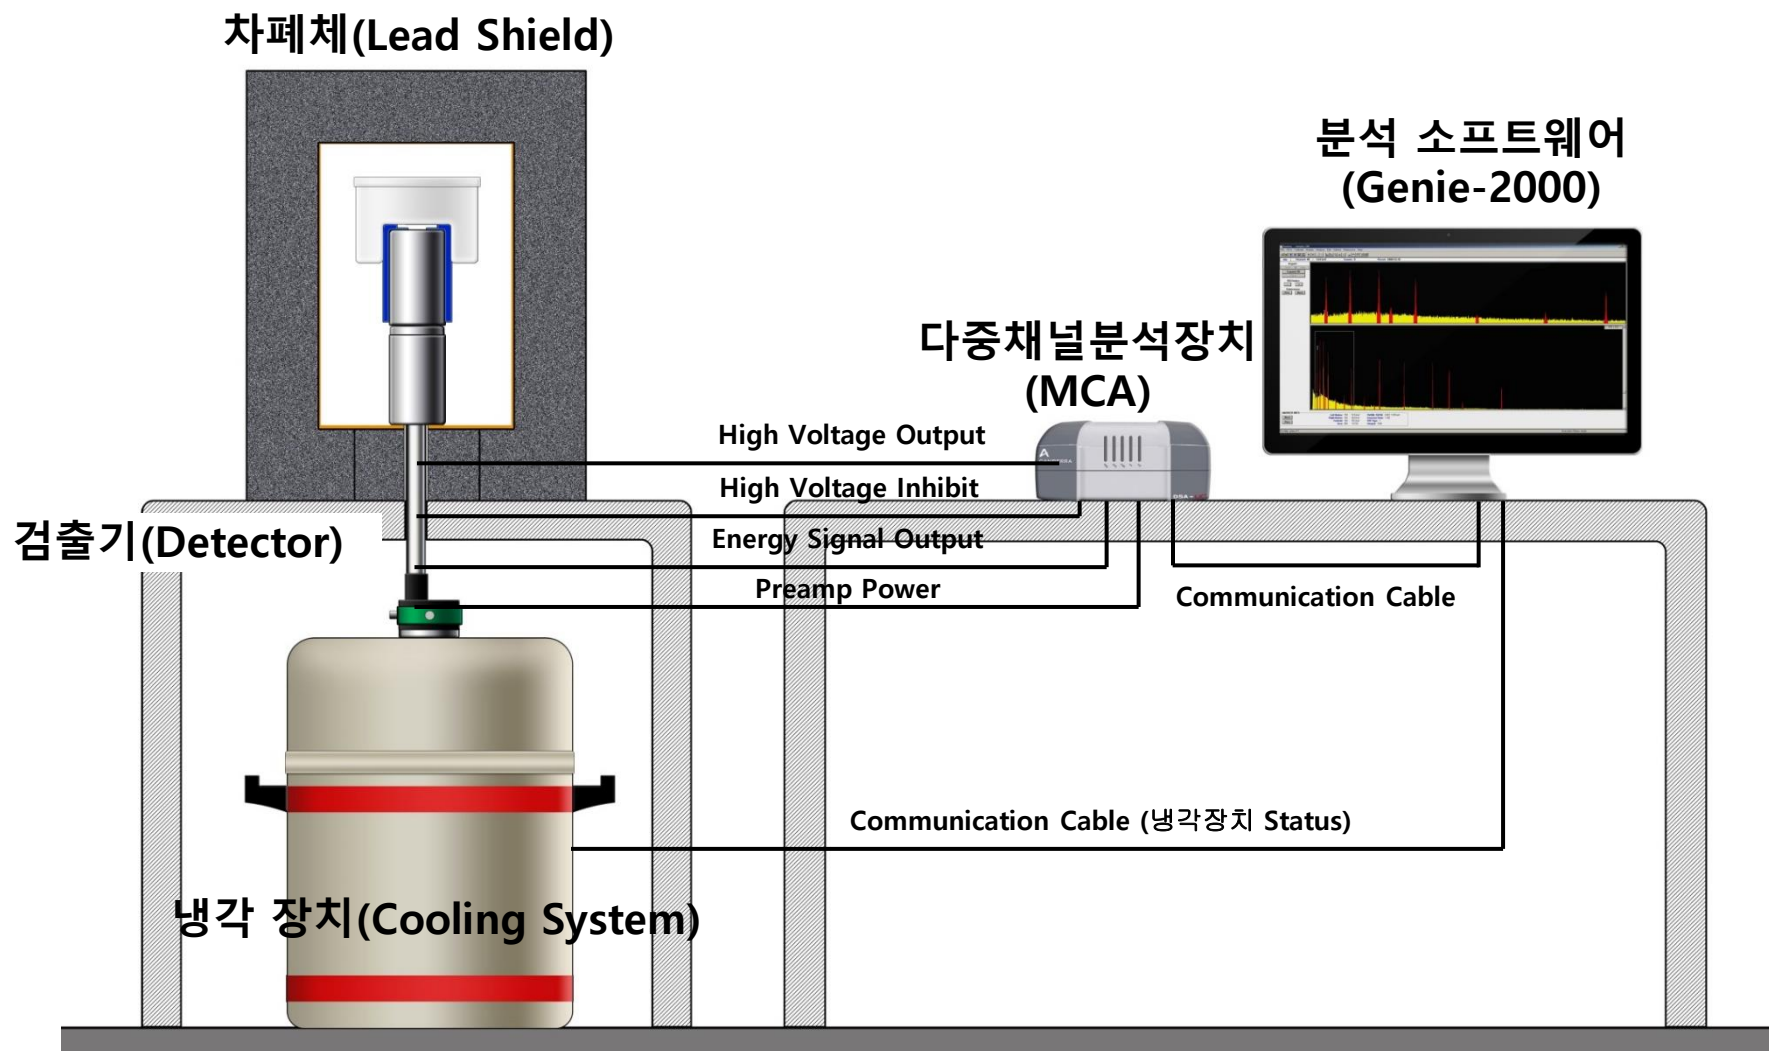 차폐체(Lead Shield)
분석 소프트웨어
(Genie-2000)
다중채널분석장치
(MCA)
High Voltage Output
High Voltage Inhibit
검출기(Detector)
Energy Signal Output
Preamp Power
Communication Cable
Communication Cable (냉각장치 Status)
냉각 장치(Cooling System)